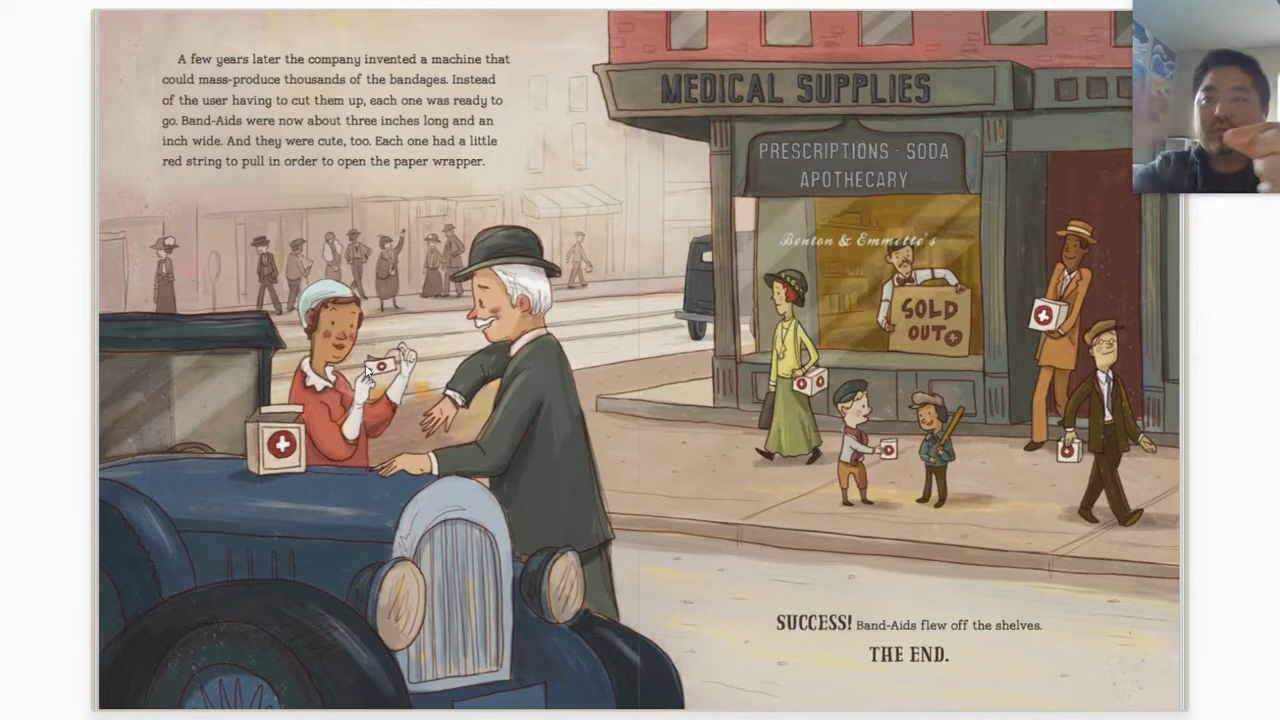 A few years later the company invented a machine that
could mass-produce thousands of the bandages. Instead
of the user having to cut them up, each one was ready to
go. Band-Aids were now about three inches long and an
inch wide. And they were cute, too. Each one had a little
red string to pull in order to open the paper wrapper.
MEDICAL SUPPLIES
PRESCRIPTIONS - SODA
APOTHECARY
Benton & Emmette's
SOLD
OUT
SUCCESS! Band-Aids flew off the shelves.
THE END.